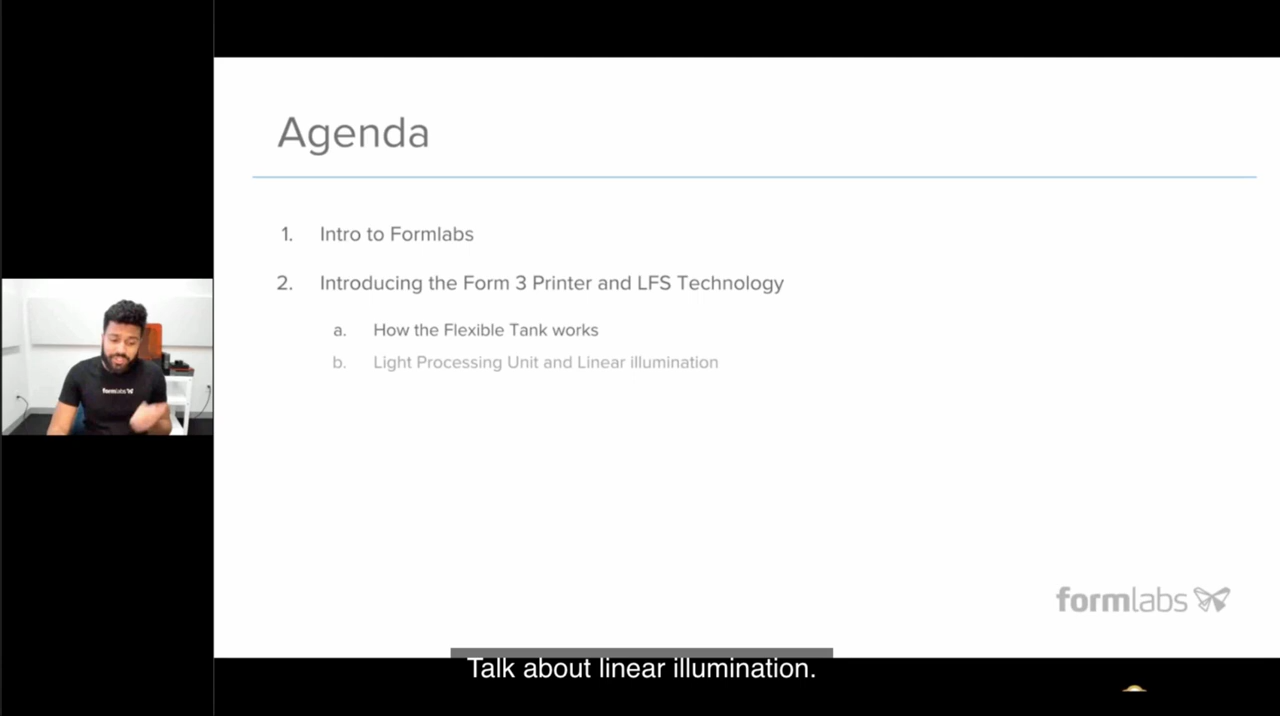 Agenda
1. Intro to Formlabs
2. Introducing the Form 3 Printer and LFS Technology
a. How the Flexible Tank works
b. Light Processing Unit and Linear illumination
formlabs
formlabs
Talk about linear illumination.